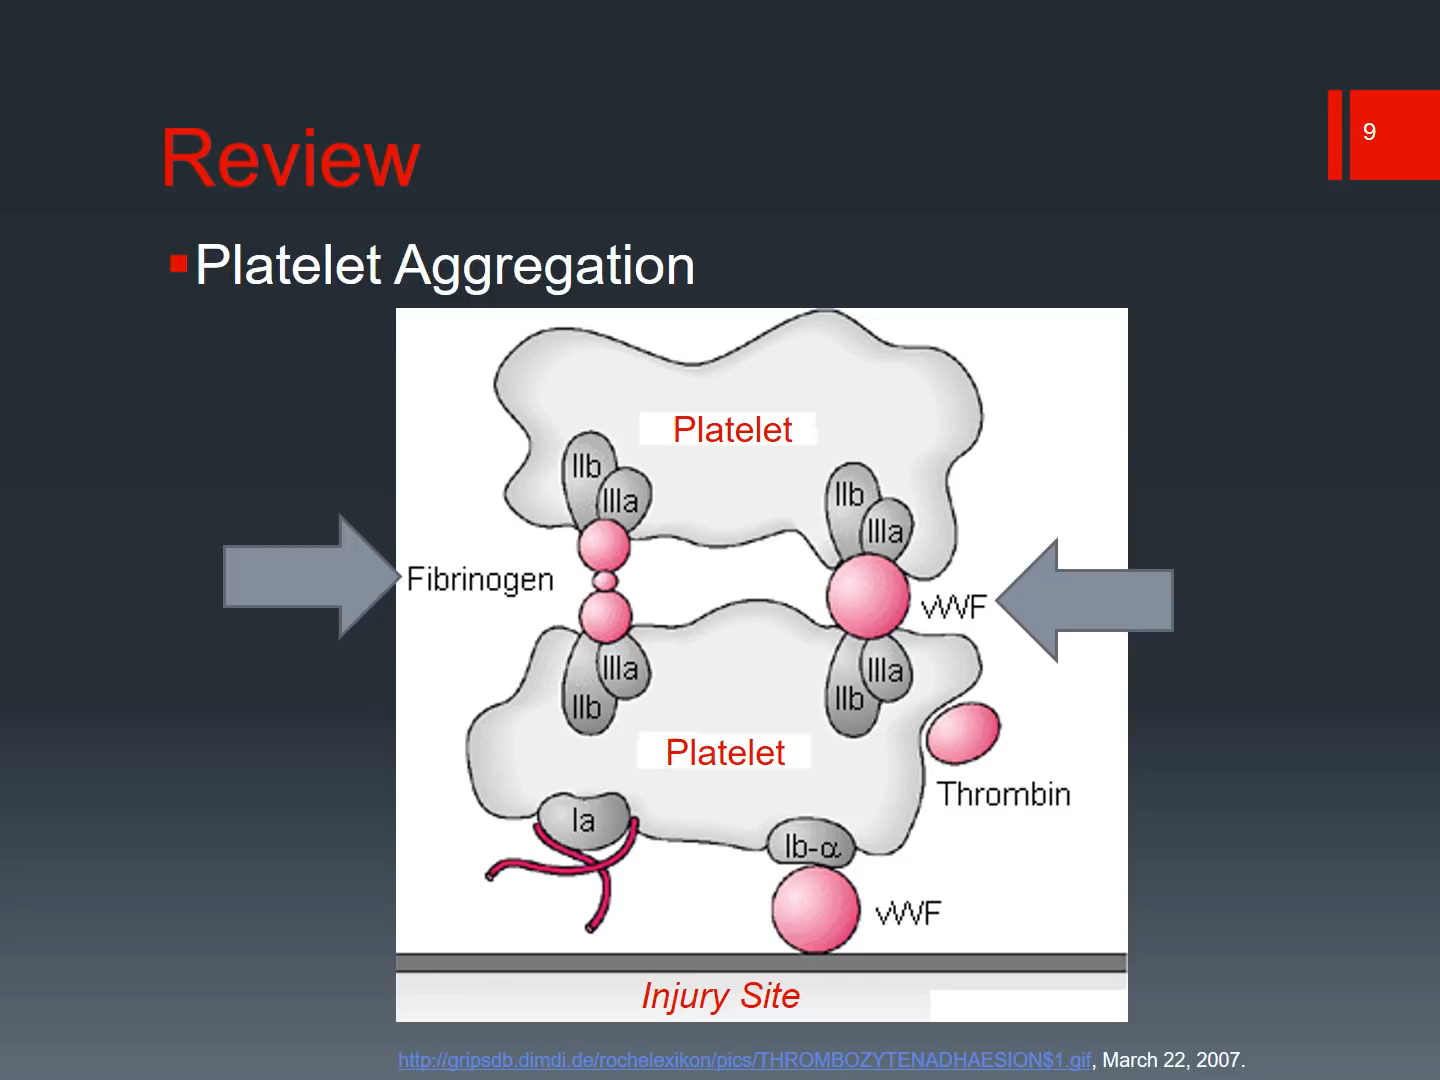 9
Review
Platelet Aggregation
Platelet
IIb
IIIa
IIb
IIIa
Fibrinogen
vWF
IIIa
IIb
IIIa
IIb
Platelet
Thrombin
Ia
Ib-α
vWF
Injury Site
http://gripsdb.dimdi.de/rochelexikon/pics/THROMBOZYTENADHAESION$1.gif, March 22, 2007.